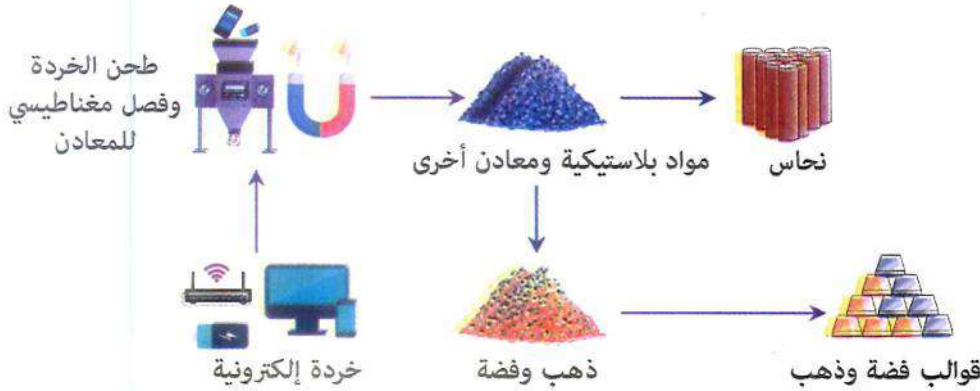 طحن الخردة
وفصل مغناطيسي
للمعادن
مواد بلاستيكية ومعادن أخرى
نحاس
خردة إلكترونية
ذهب وفضة
قوالب فضة وذهب